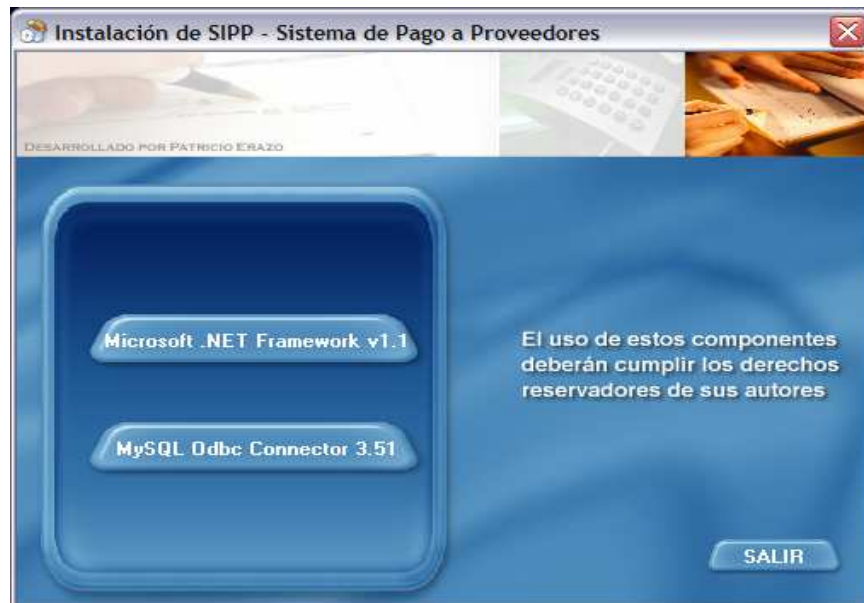 Instalación de SIPP - Sistema de Pago a Proveedores
DESARROLLADO POR PATRICIO ERAZO
Microsoft .NET Framework v1.1
MySQL Odbc Connector 3.51
El uso de estos componentes
deberán cumplir los derechos
reservadores de sus autores
SALIR